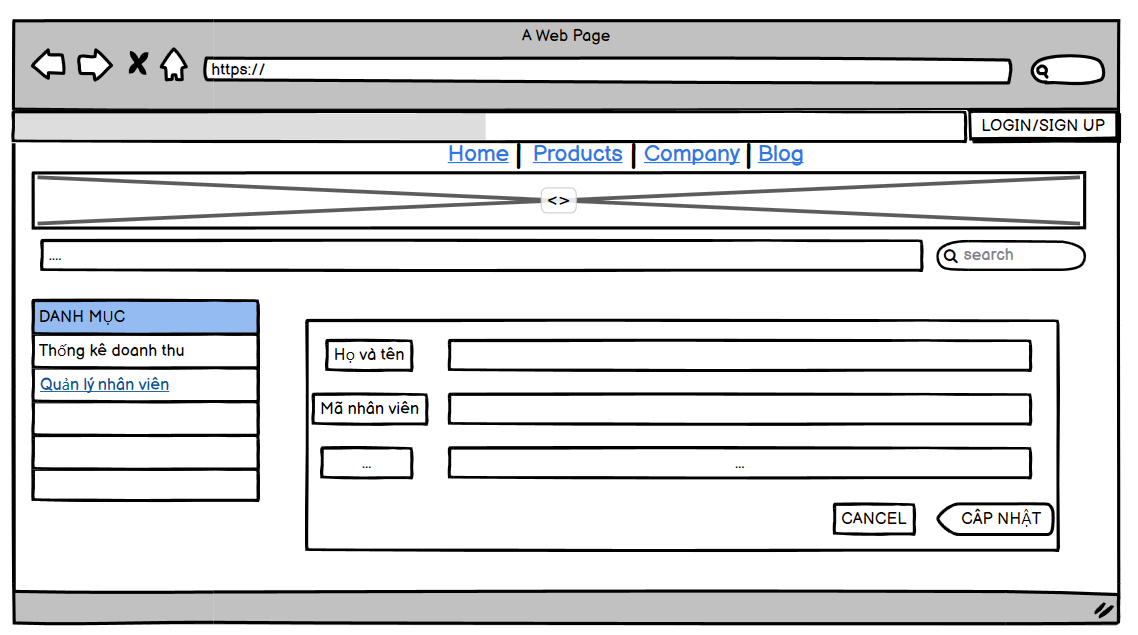 A Web Page
https://
LOGIN/SIGN UP
Home | Products | Company | Blog
<>
....
search
DANH MỤC
Thống kê doanh thu
Quản lý nhân viên
Họ và tên
Mã nhân viên
...
...
CANCEL
CÂP NHẬT